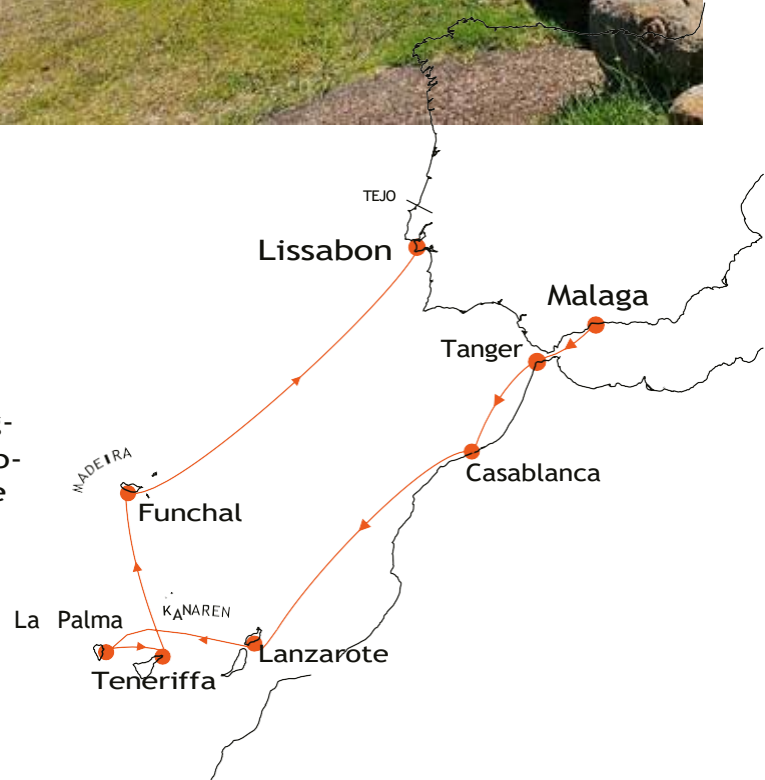 TEJO
Lissabon
Malaga
Tanger
g-
o-
e
MADEIRA
Casablanca
Funchal
KANAREN
La Palma
Lanzarote
Teneriffa